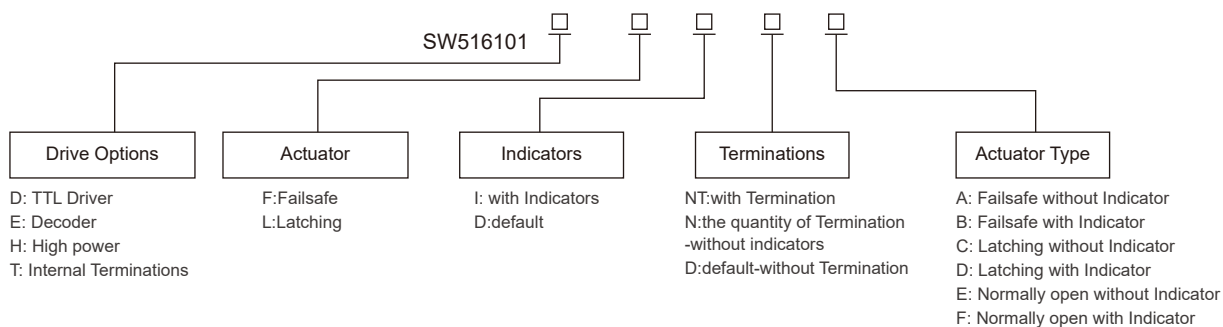 SW516101 □ □ □ □ □
Drive Options
D: TTL Driver
E: Decoder
H: High power
T: Internal Terminations
Actuator
F:Failsafe
L:Latching
Indicators
I: with Indicators
D:default
Terminations
NT:with Termination
N:the quantity of Termination
-without indicators
D:default-without Termination
Actuator Type
A: Failsafe without Indicator
B: Failsafe with Indicator
C: Latching without Indicator
D: Latching with Indicator
E: Normally open without Indicator
F: Normally open with Indicator